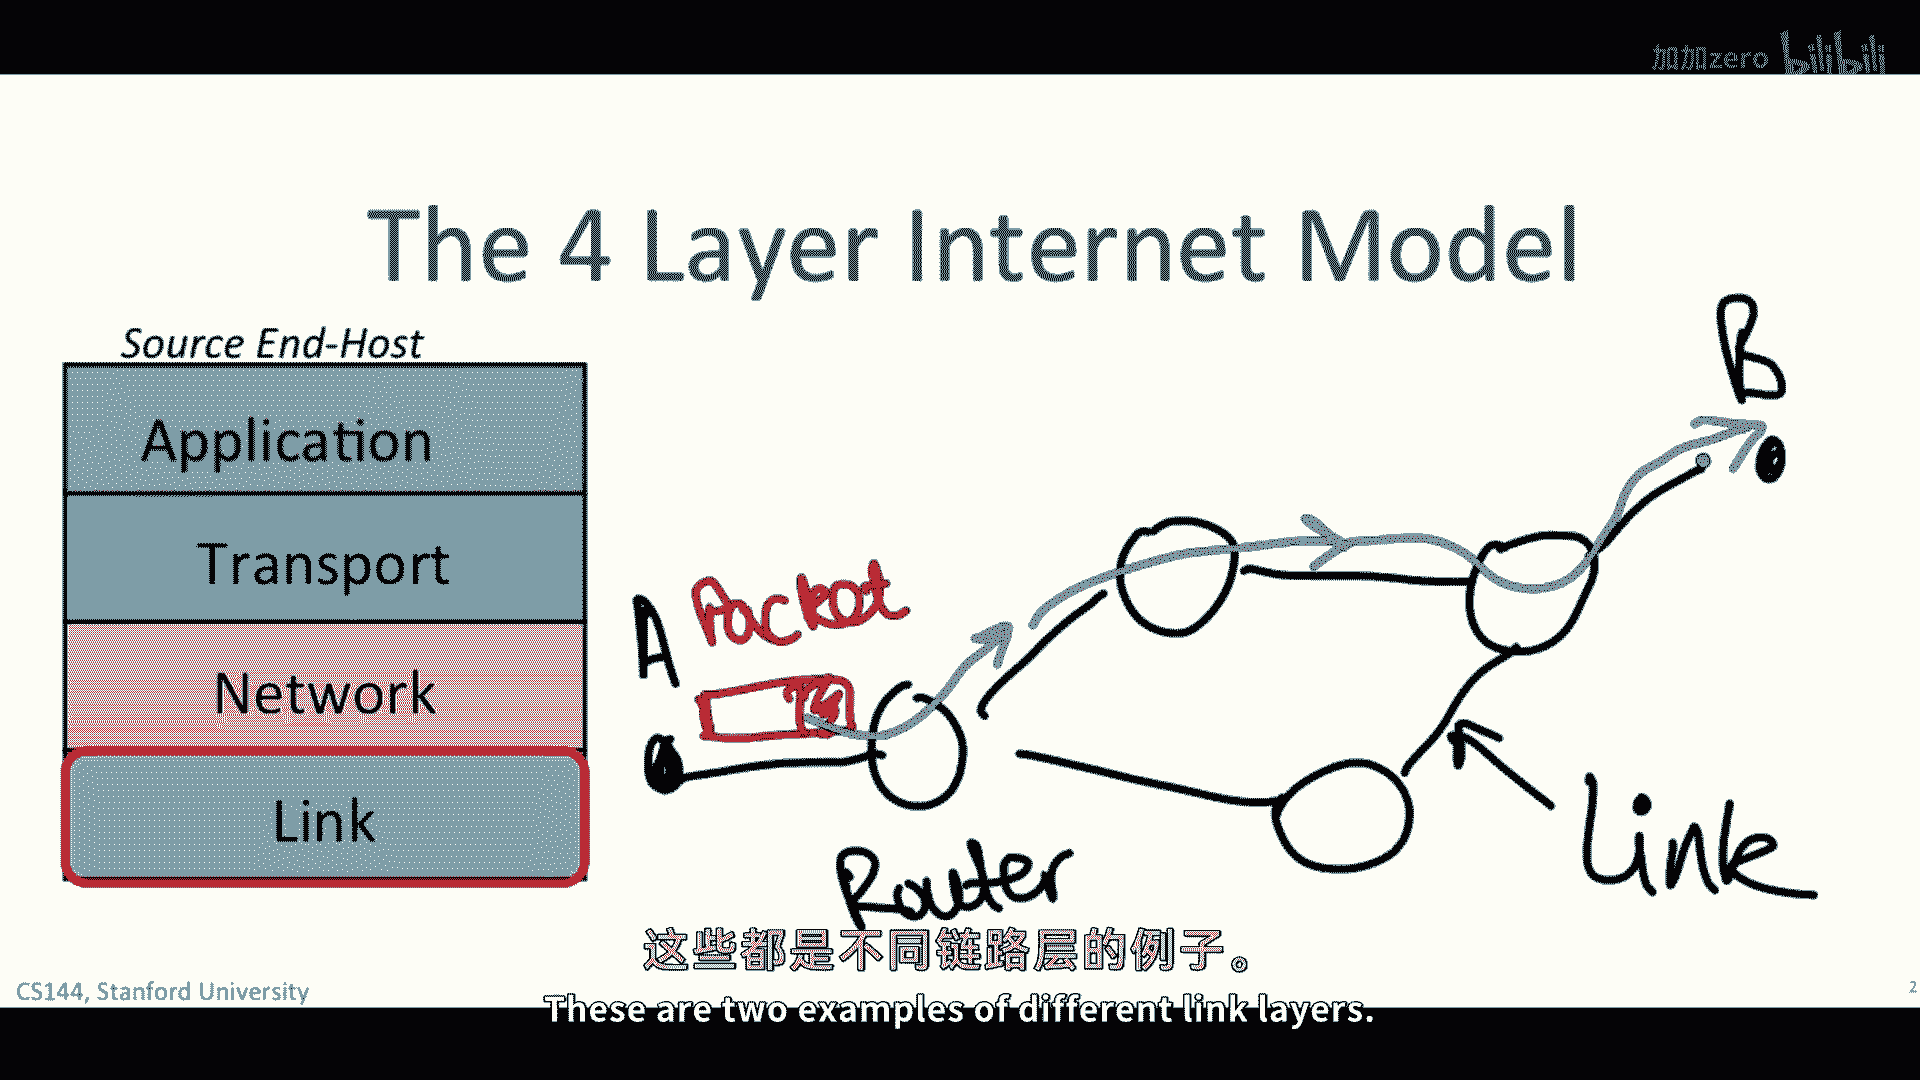 加加zero bilibili
The 4 Layer Internet Model
Source End-Host
Application
Transport
Network
Link
B
A
Packet
Router
Link
这些都是不同链路层的例子。
CS144, Stanford University
2
These are two examples of different link layers.